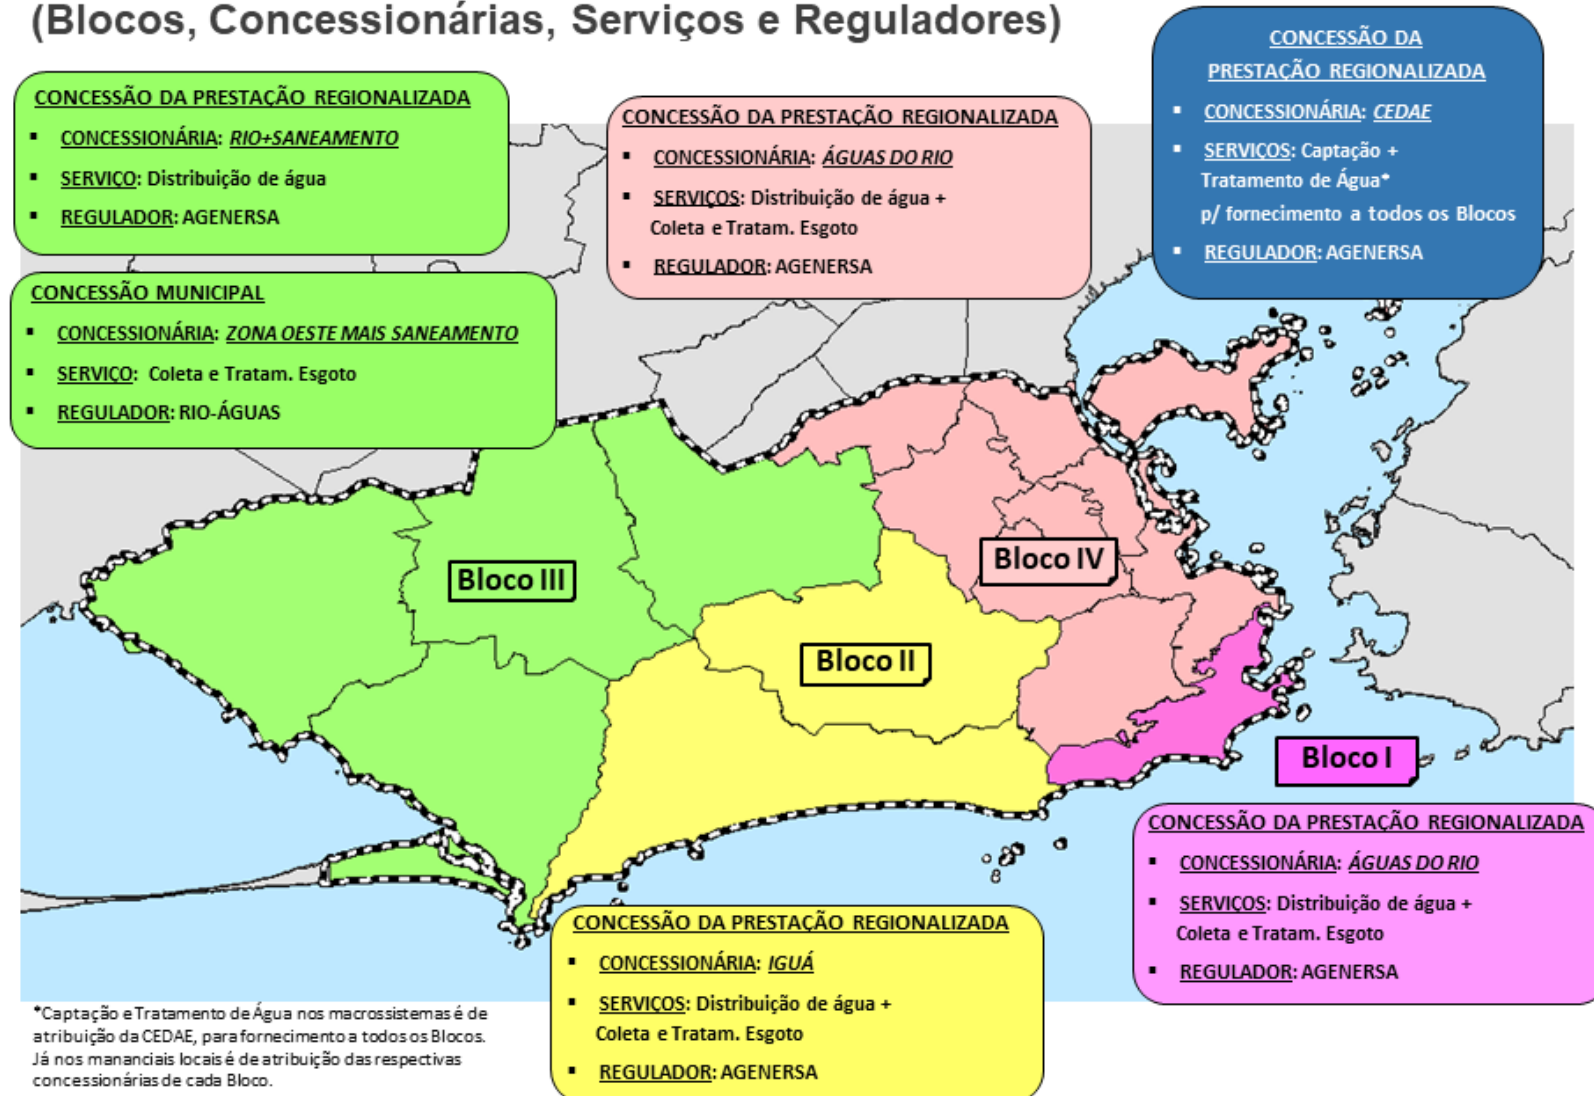 (Blocos, Concessionárias, Serviços e Reguladores)
CONCESSÃO DA PRESTAÇÃO REGIONALIZADA
▪ CONCESSIONÁRIA: RIO+SANEAMENTO
▪ SERVIÇO: Distribuição de água
▪ REGULADOR: AGENERSA
CONCESSÃO MUNICIPAL
▪ CONCESSIONÁRIA: ZONA OESTE MAIS SANEAMENTO
▪ SERVIÇO: Coleta e Tratam. Esgoto
▪ REGULADOR: RIO-ÁGUAS
CONCESSÃO DA PRESTAÇÃO REGIONALIZADA
▪ CONCESSIONÁRIA: ÁGUAS DO RIO
▪ SERVIÇOS: Distribuição de água +
Coleta e Tratam. Esgoto
▪ REGULADOR: AGENERSA
CONCESSÃO DA
PRESTAÇÃO REGIONALIZADA
▪ CONCESSIONÁRIA: CEDAE
▪ SERVIÇOS: Captação +
Tratamento de Água*
p/ fornecimento a todos os Blocos
▪ REGULADOR: AGENERSA
Bloco III
Bloco IV
Bloco II
Bloco I
CONCESSÃO DA PRESTAÇÃO REGIONALIZADA
▪ CONCESSIONÁRIA: ÁGUAS DO RIO
▪ SERVIÇOS: Distribuição de água +
Coleta e Tratam. Esgoto
▪ REGULADOR: AGENERSA
CONCESSÃO DA PRESTAÇÃO REGIONALIZADA
▪ CONCESSIONÁRIA: IGUÁ
▪ SERVIÇOS: Distribuição de água +
Coleta e Tratam. Esgoto
▪ REGULADOR: AGENERSA
*Captação e Tratamento de Água nos macrossistemas é de
atribuição da CEDAE, para fornecimento a todos os Blocos.
Já nos mananciais locais é de atribuição das respectivas
concessionárias de cada Bloco.